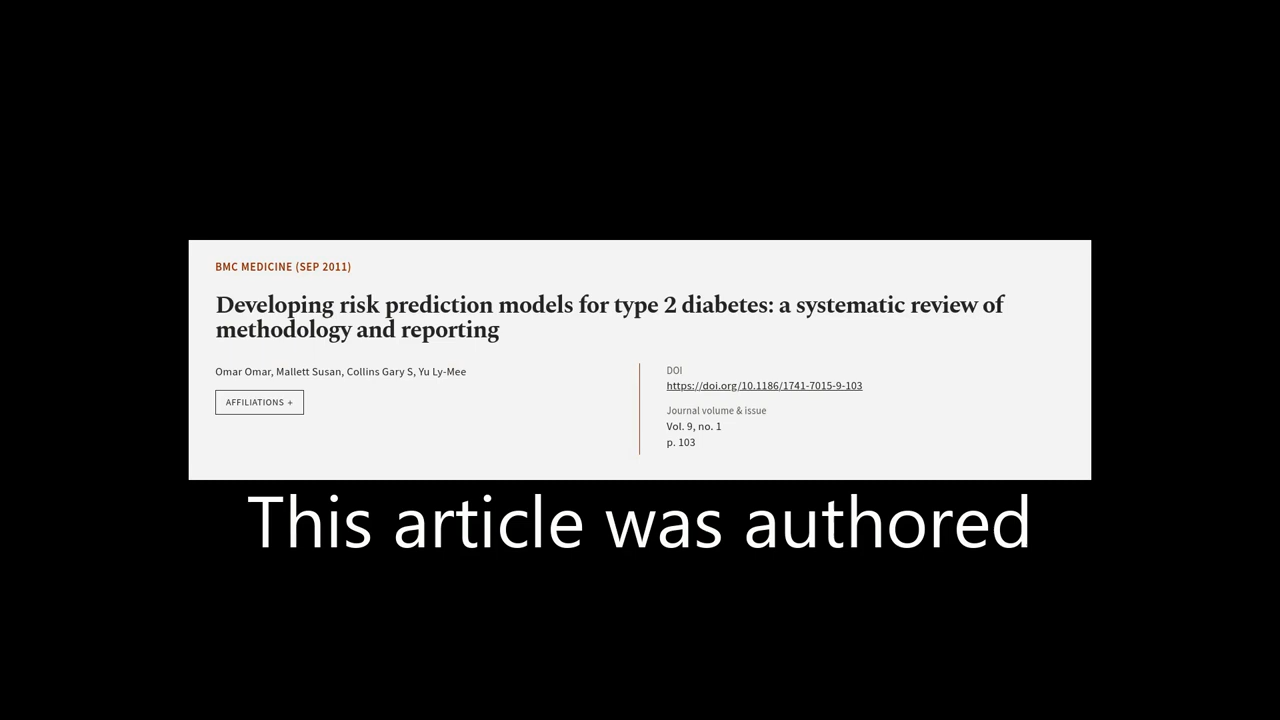 BMC MEDICINE (SEP 2011)
Developing risk prediction models for type 2 diabetes: a systematic review of
methodology and reporting
Omar Omar, Mallett Susan, Collins Gary S, Yu Ly-Mee
AFFILIATIONS +
DOI
https://doi.org/10.1186/1741-7015-9-103
Journal volume & issue
Vol. 9, no. 1
p. 103
This article was authored